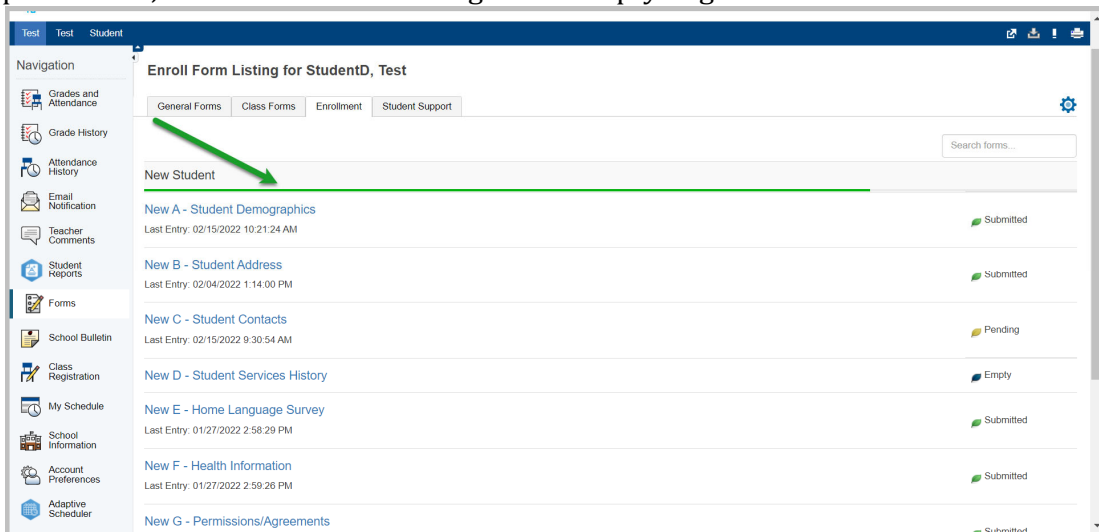 Test Test Student
Navigation
Grades and
Attendance
Grade History
Attendance
History
Email
Notification
Teacher
Comments
Student
Reports
Forms
School Bulletin
Class
Registration
My Schedule
School
Information
Account
Preferences
Adaptive
Scheduler
Enroll Form Listing for StudentD, Test
General Forms Class Forms Enrollment Student Support
Search forms...
New Student
New A - Student Demographics
Last Entry: 02/15/2022 10:21:24 AM
Submitted
New B - Student Address
Last Entry: 02/04/2022 1:14:00 PM
Submitted
New C - Student Contacts
Last Entry: 02/15/2022 9:30:54 AM
Pending
New D - Student Services History
Empty
New E - Home Language Survey
Last Entry: 01/27/2022 2:58:29 PM
Submitted
New F - Health Information
Last Entry: 01/27/2022 2:59:26 PM
Submitted
New G - Permissions/Agreements
Submitted